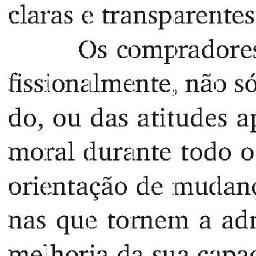 claras e transparentes
Os compradores
fissionalmente, não só
do, ou das atitudes ap
moral durante todo o
orientação de mudanç
nas que tornem a adr
melhoria da sua capac